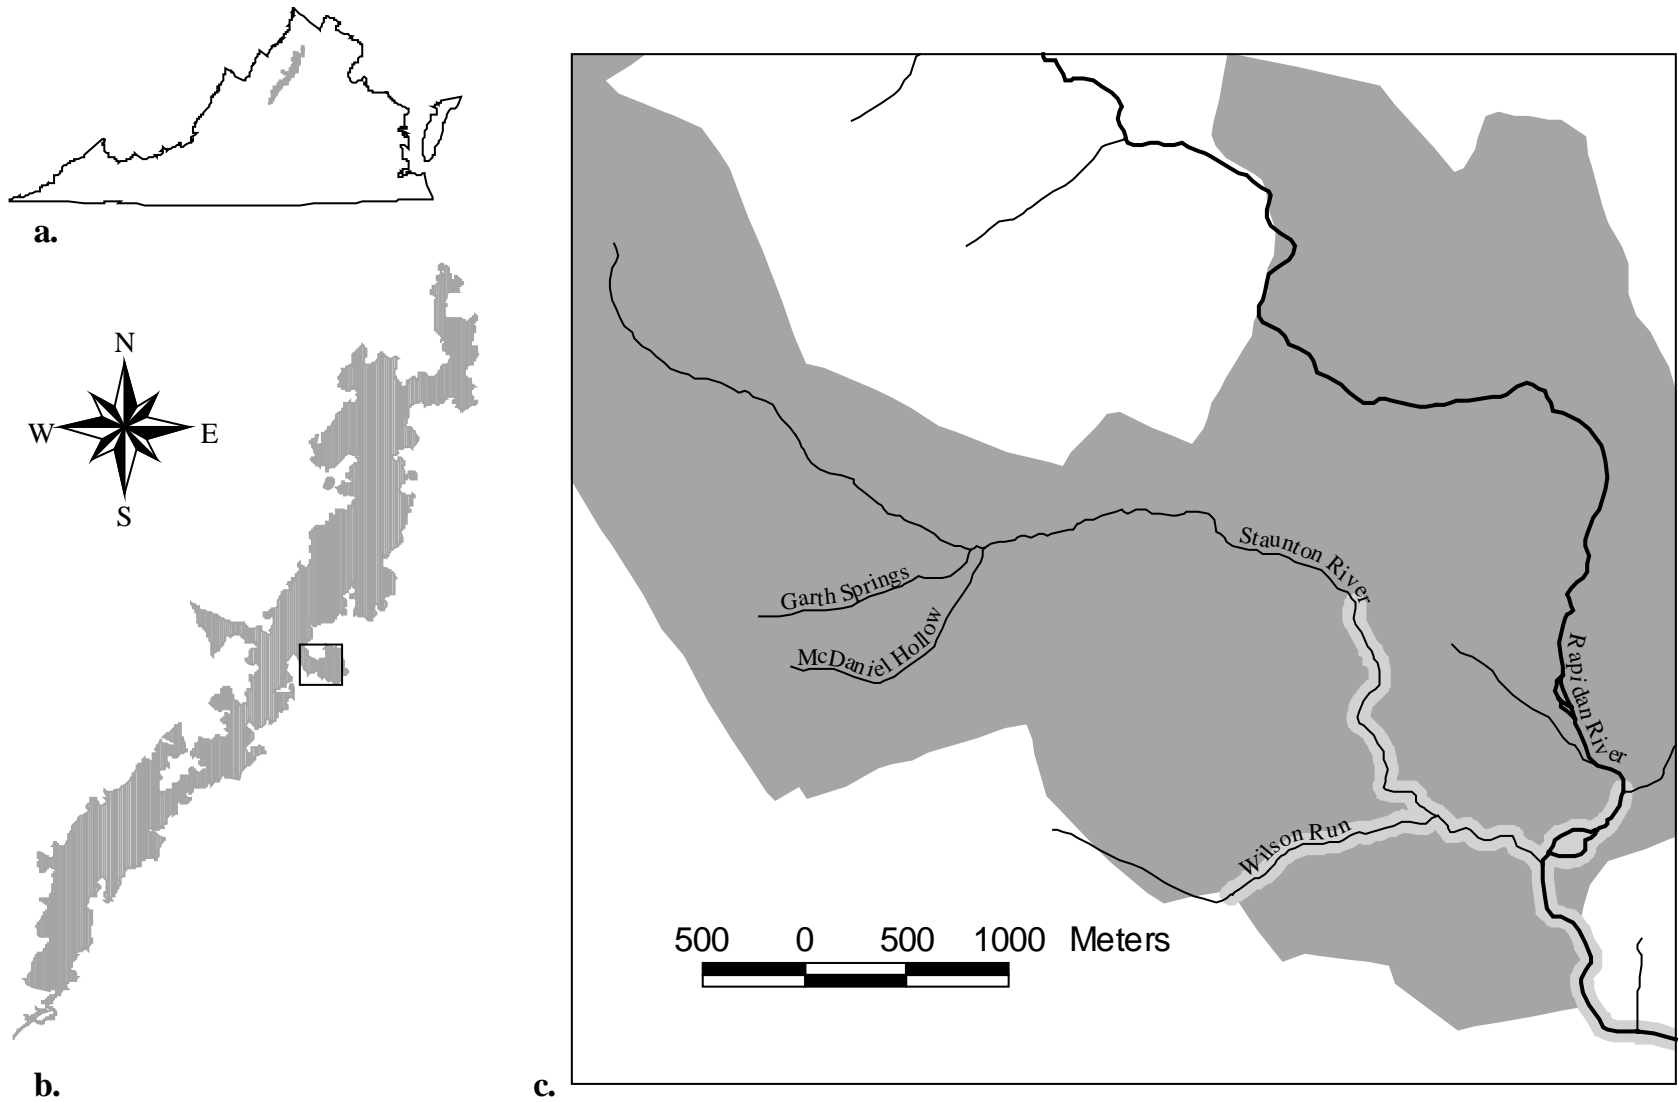 a.
N
W
E
S
b.
c.
Staunton River
Garth Springs
McDaniel Hollow
Rapidan River
Wilson Run
500 0 500 1000 Meters